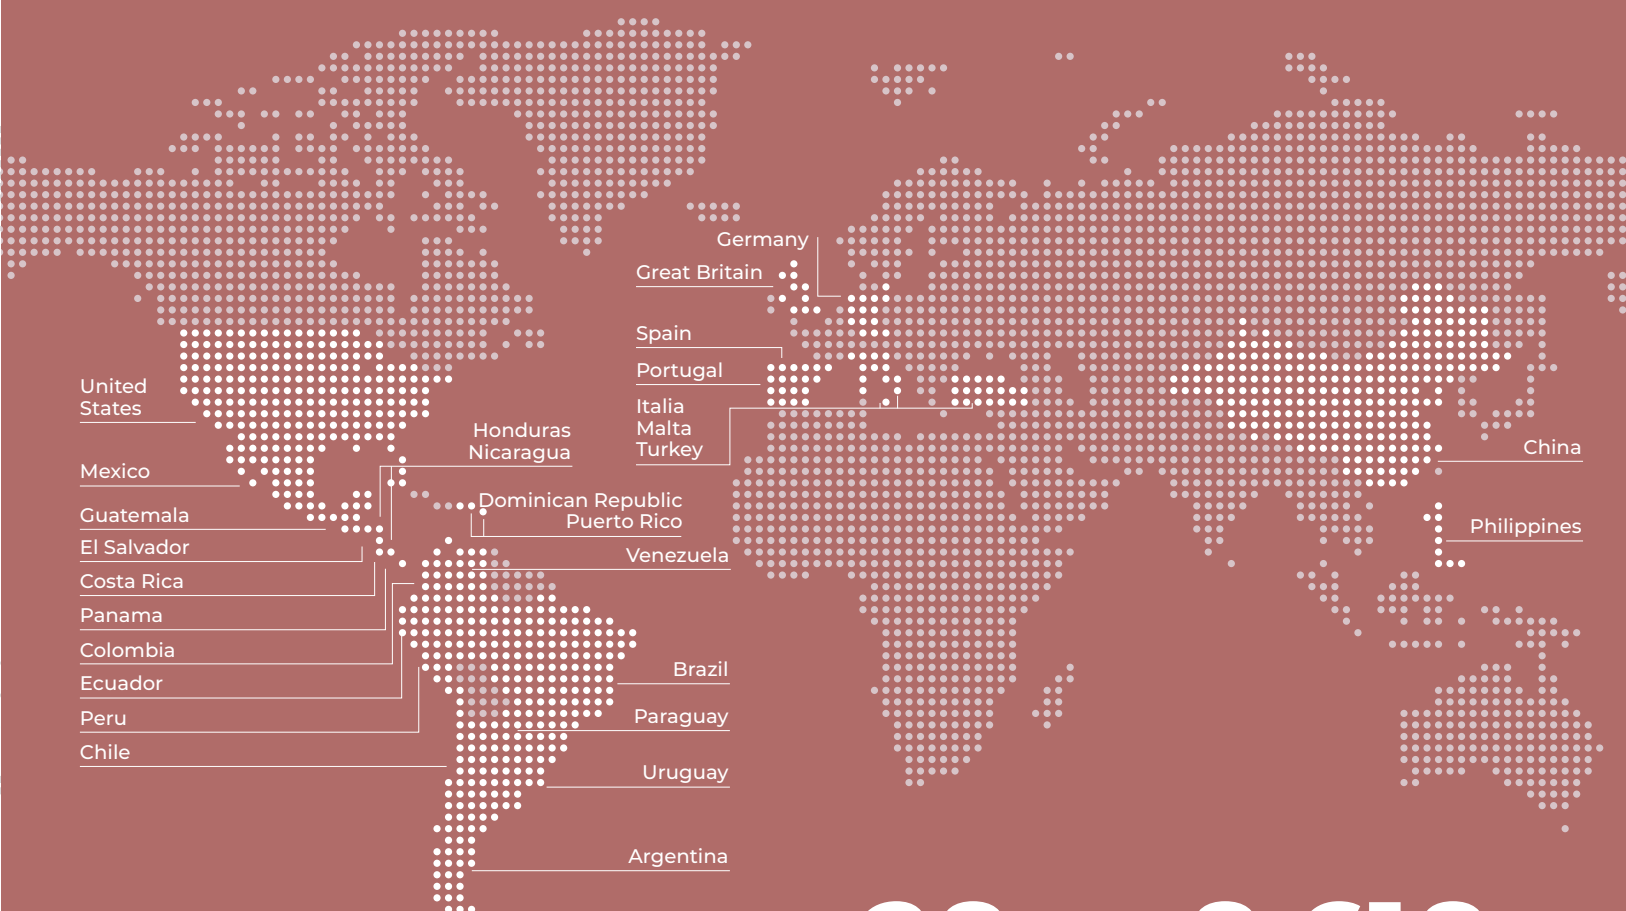 Germany
Great Britain
Spain
Portugal
Italia
Malta
Turkey
United
States
Mexico
Guatemala
El Salvador
Costa Rica
Panama
Colombia
Ecuador
Peru
Chile
Honduras
Nicaragua
Dominican Republic
Puerto Rico
Venezuela
Brazil
Paraguay
Uruguay
Argentina
China
Philippines